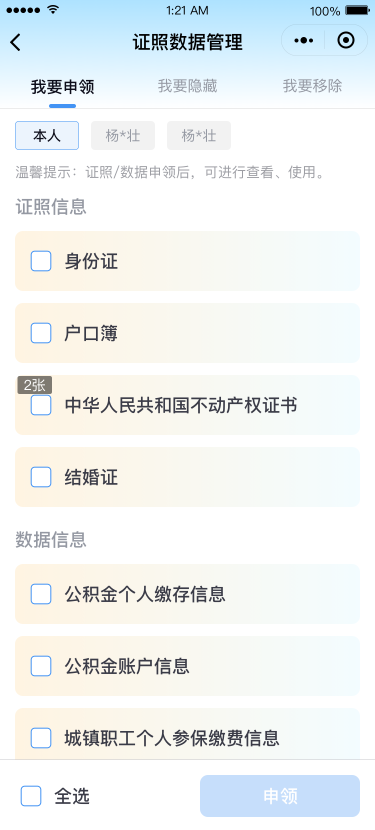 1:21 AM
100%
证照数据管理
我要申领 我要隐藏 我要移除
本人 杨*壮 杨*壮
温馨提示：证照/数据申领后，可进行查看、使用。
证照信息
身份证
户口簿
2张
中华人民共和国不动产权证书
结婚证
数据信息
公积金个人缴存信息
公积金账户信息
城镇职工个人参保缴费信息
全选 申领